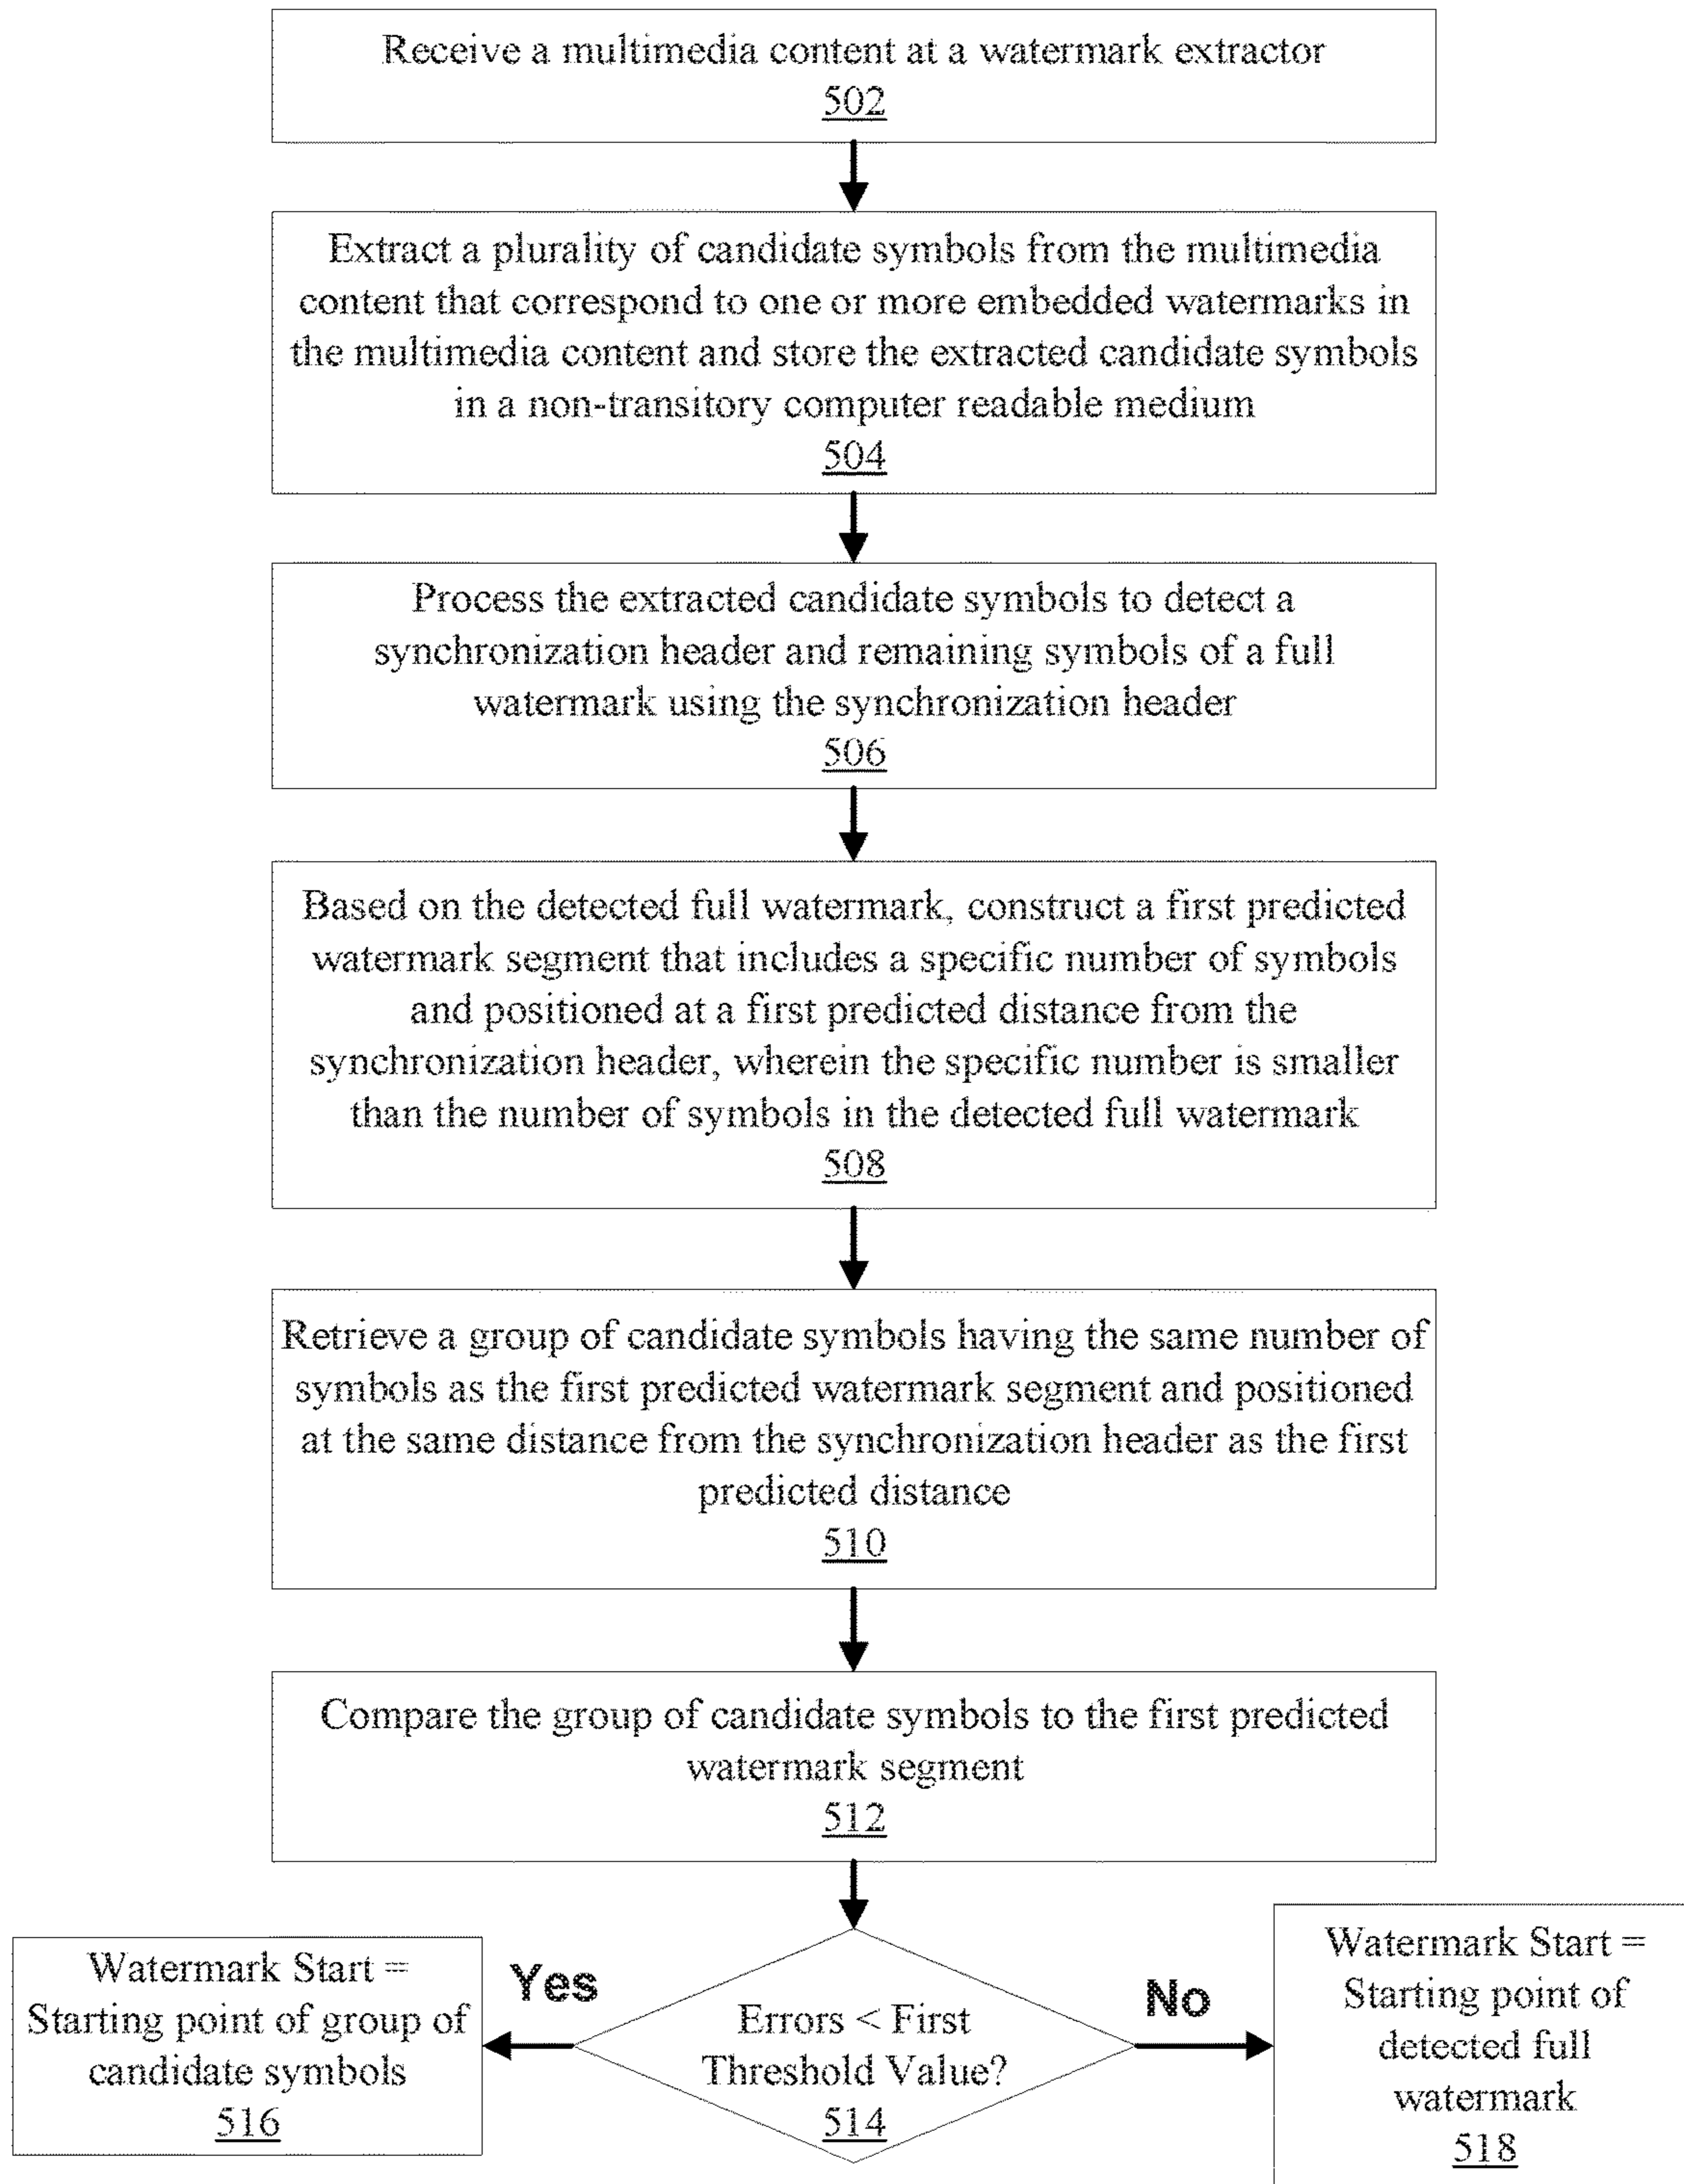 Receive a multimedia content at a watermark extractor
502
Extract a plurality of candidate symbols from the multimedia
content that correspond to one or more embedded watermarks in
the multimedia content and store the extracted candidate symbols
in a non-transitory computer readable medium
504
Process the extracted candidate symbols to detect a
synchronization header and remaining symbols of a full
watermark using the synchronization header
506
Based on the detected full watermark, construct a first predicted
watermark segment that includes a specific number of symbols
and positioned at a first predicted distance from the
synchronization header, wherein the specific number is smaller
than the number of symbols in the detected full watermark
508
Retrieve a group of candidate symbols having the same number of
symbols as the first predicted watermark segment and positioned
at the same distance from the synchronization header as the first
predicted distance
510
Compare the group of candidate symbols to the first predicted
watermark segment
512
Watermark Start =
Starting point of group of
candidate symbols
516
Yes
Errors < First
Threshold Value?
514
No
Watermark Start =
Starting point of
detected full
watermark
518